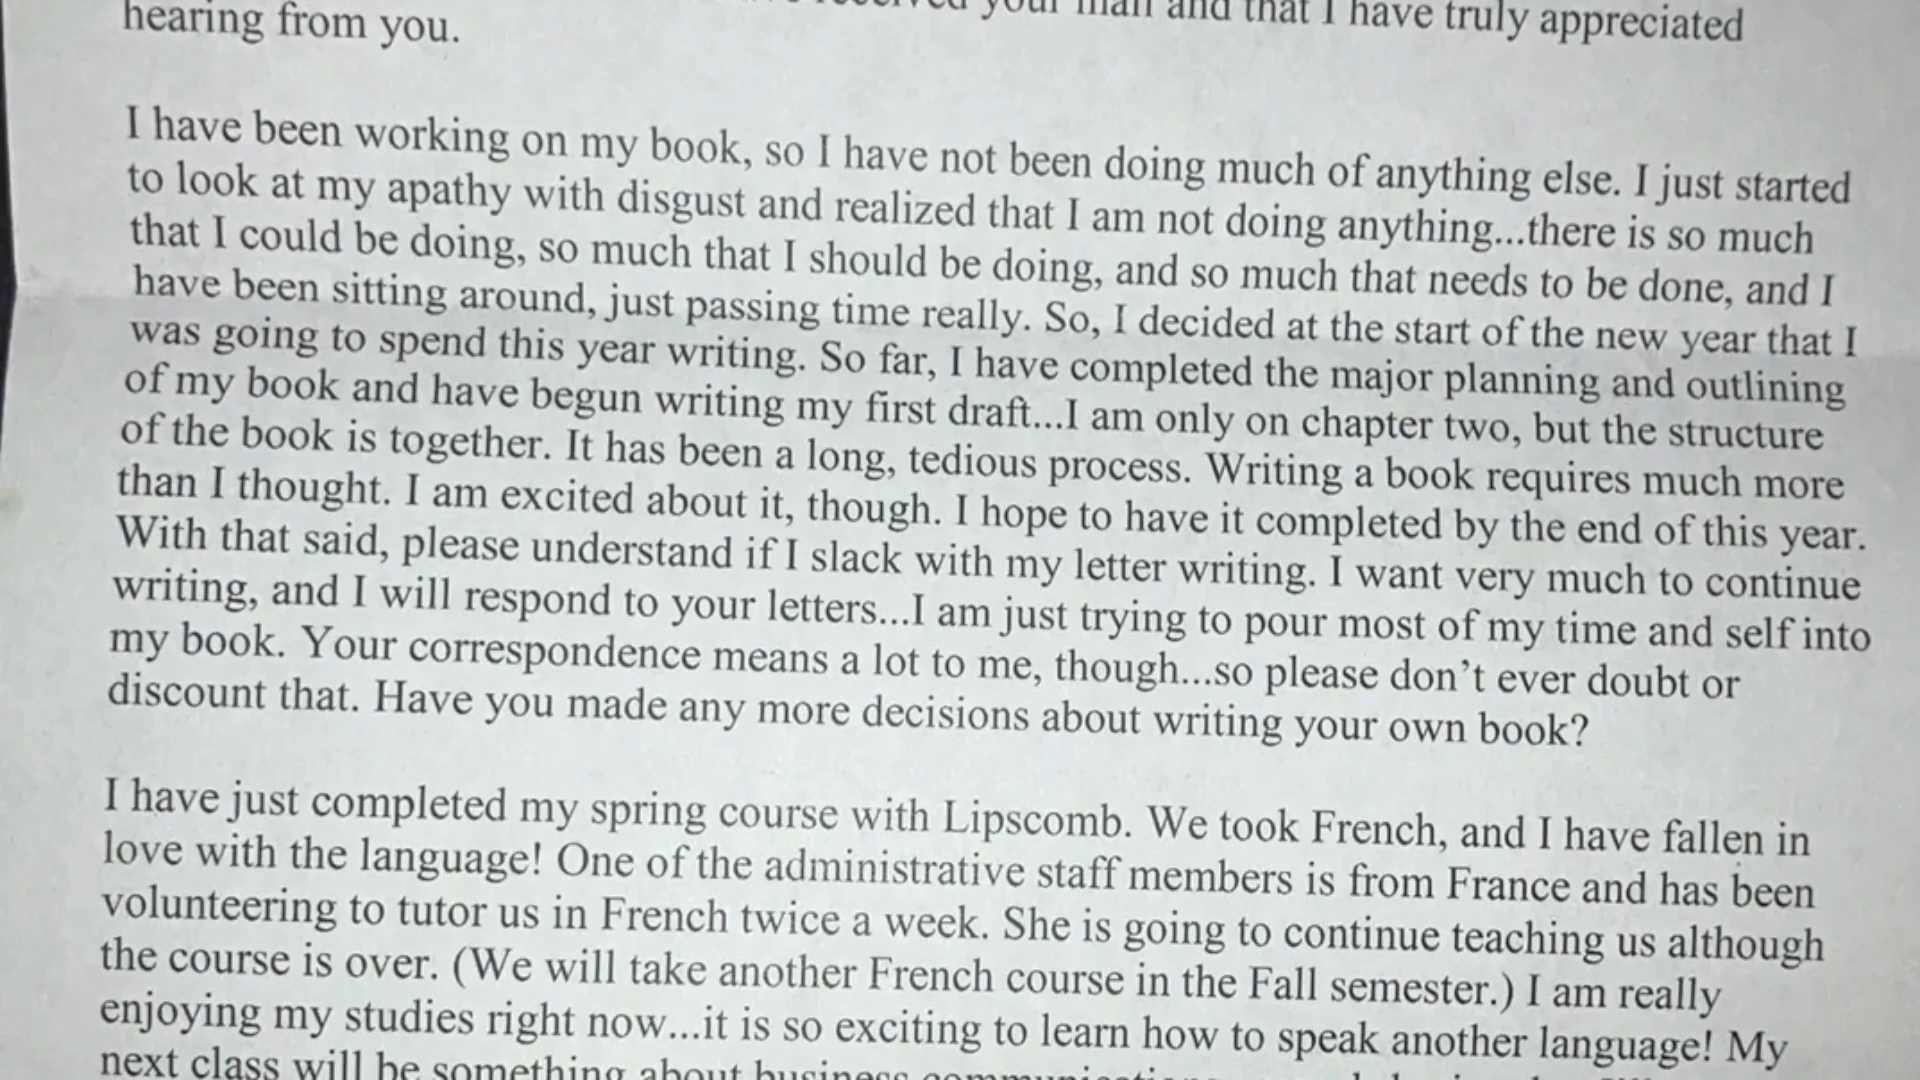 received your mail and that I have truly appreciated
hearing from you.
I have been working on my book, so I have not been doing much of anything else. I just started
to look at my apathy with disgust and realized that I am not doing anything...there is so much
that I could be doing, so much that I should be doing, and so much that needs to be done, and I
have been sitting around, just passing time really. So, I decided at the start of the new year that I
was going to spend this year writing. So far, I have completed the major planning and outlining
of my book and have begun writing my first draft...I am only on chapter two, but the structure
of the book is together. It has been a long, tedious process. Writing a book requires much more
than I thought. I am excited about it, though. I hope to have it completed by the end of this year.
With that said, please understand if I slack with my letter writing. I want very much to continue
writing, and I will respond to your letters...I am just trying to pour most of my time and self into
my book. Your correspondence means a lot to me, though...so please don't ever doubt or
discount that. Have you made any more decisions about writing your own book?
I have just completed my spring course with Lipscomb. We took French, and I have fallen in
love with the language! One of the administrative staff members is from France and has been
volunteering to tutor us in French twice a week. She is going to continue teaching us although
the course is over. (We will take another French course in the Fall semester.) I am really
enjoying my studies right now...it is so exciting to learn how to speak another language! My
next class will be something about business